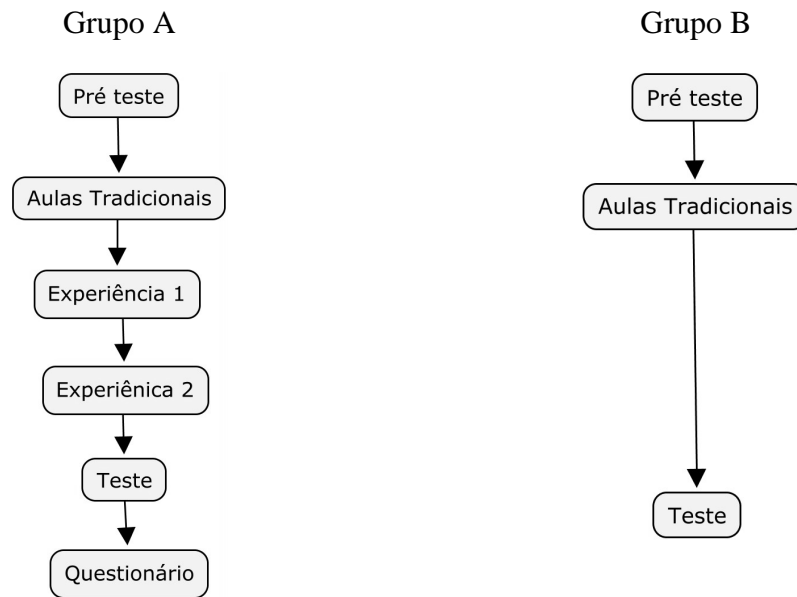 Grupo A
Pré teste
Aulas Tradicionais
Experiência 1
Experiênica 2
Teste
Questionário
Grupo B
Pré teste
Aulas Tradicionais
Teste